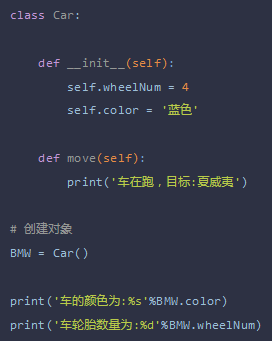 class Car:
    def __init__(self):
        self.wheelNum = 4
        self.color = '蓝色'
    def move(self):
        print('车在跑，目标:夏威夷')
# 创建对象
BMW = Car()
print('车的颜色为:%s'%BMW.color)
print('车轮胎数量为:%d'%BMW.wheelNum)